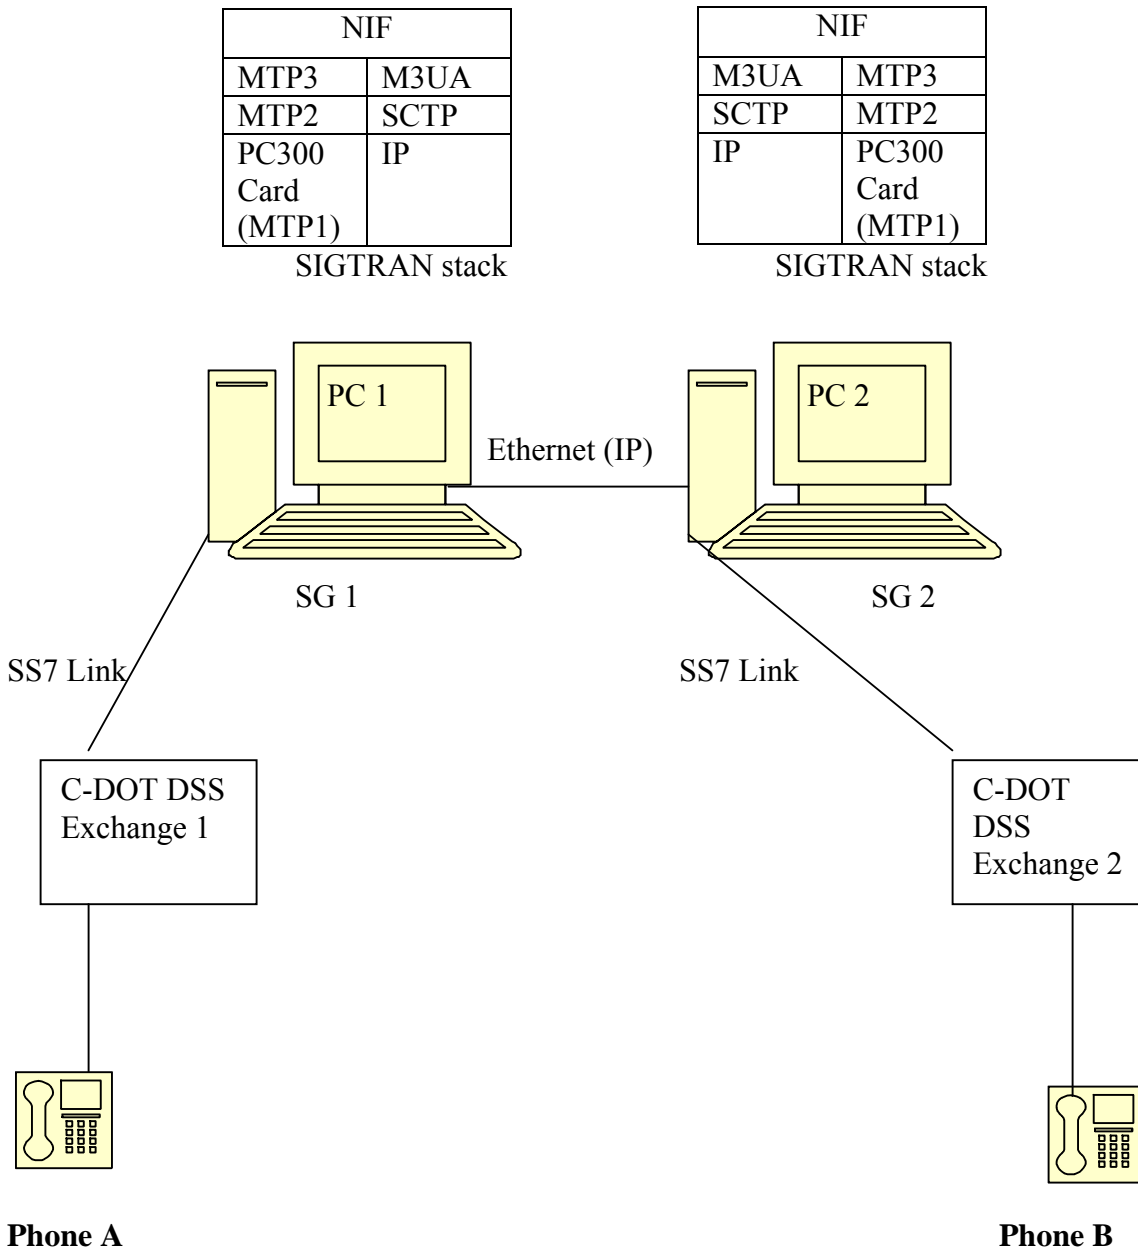 NIF
MTP3 M3UA
MTP2 SCTP
PC300 IP
Card
(MTP1)
SIGTRAN stack
NIF
M3UA MTP3
SCTP MTP2
IP PC300
Card
(MTP1)
SIGTRAN stack
PC 1
PC 2
Ethernet (IP)
SG 1
SG 2
SS7 Link
SS7 Link
C-DOT DSS
Exchange 1
C-DOT
DSS
Exchange 2
Phone A
Phone B